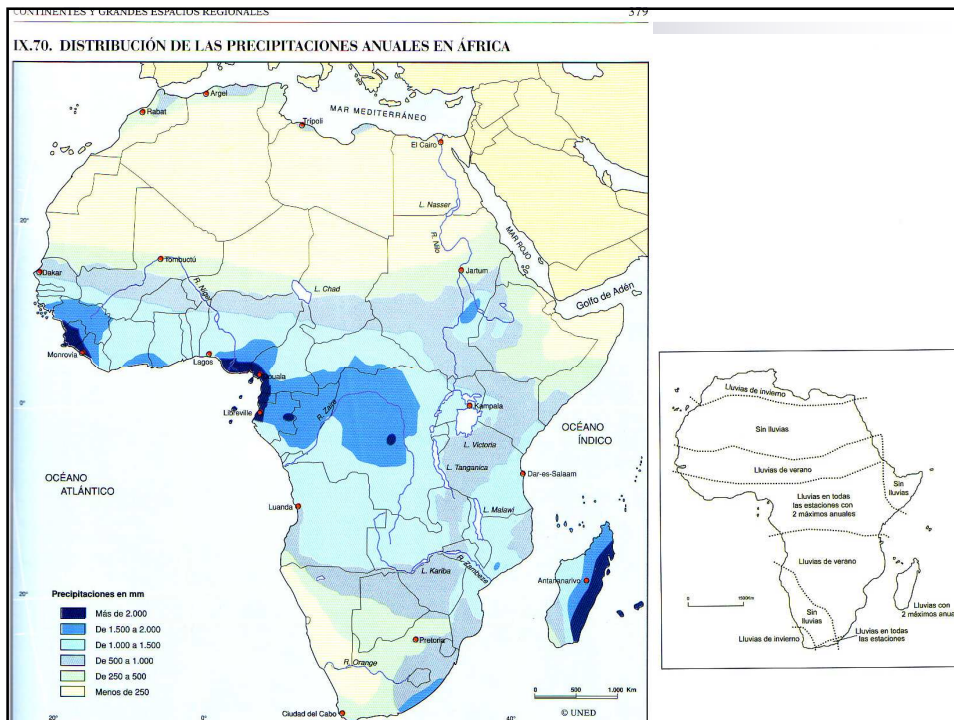 CONTINENTES Y GRANDES ESPACIOS REGIONALES 379
IX.70. DISTRIBUCIÓN DE LAS PRECIPITACIONES ANUALES EN ÁFRICA
Argel
Rabat
MAR MEDITERRÁNEO
Trípoli
El Cairo
L. Nasser
20°
R. Nilo
MAR ROJO
Tombuctú
Dakar
Jartum
R. Niger
L. Chad
Golfo de Adén
Monrovia
Lagos
Douala
Libreville
0°
R. Zaire
Kampala
OCÉANO
ÍNDICO
L. Victoria
L. Tanganica
Dar-es-Salaam
OCÉANO
ATLÁNTICO
Luanda
L. Malawi
L. Kariba
R. Zambeze
Antananarivo
20°
Pretoria
R. Orange
Ciudad del Cabo
Precipitaciones en mm
Más de 2.000
De 1.500 a 2.000
De 1.000 a 1.500
De 500 a 1.000
De 250 a 500
Menos de 250
0 500 1.000 Km
© UNED
20° 0° 40°
Lluvias de invierno
Sin lluvias
Lluvias de verano
Sin
lluvias
Lluvias en todas
las estaciones con
2 máximos anuales
Lluvias de verano
Sin
lluvias
Lluvias con
2 máximos anua
Lluvias de invierno
Lluvias en todas
las estaciones
0 1500Km